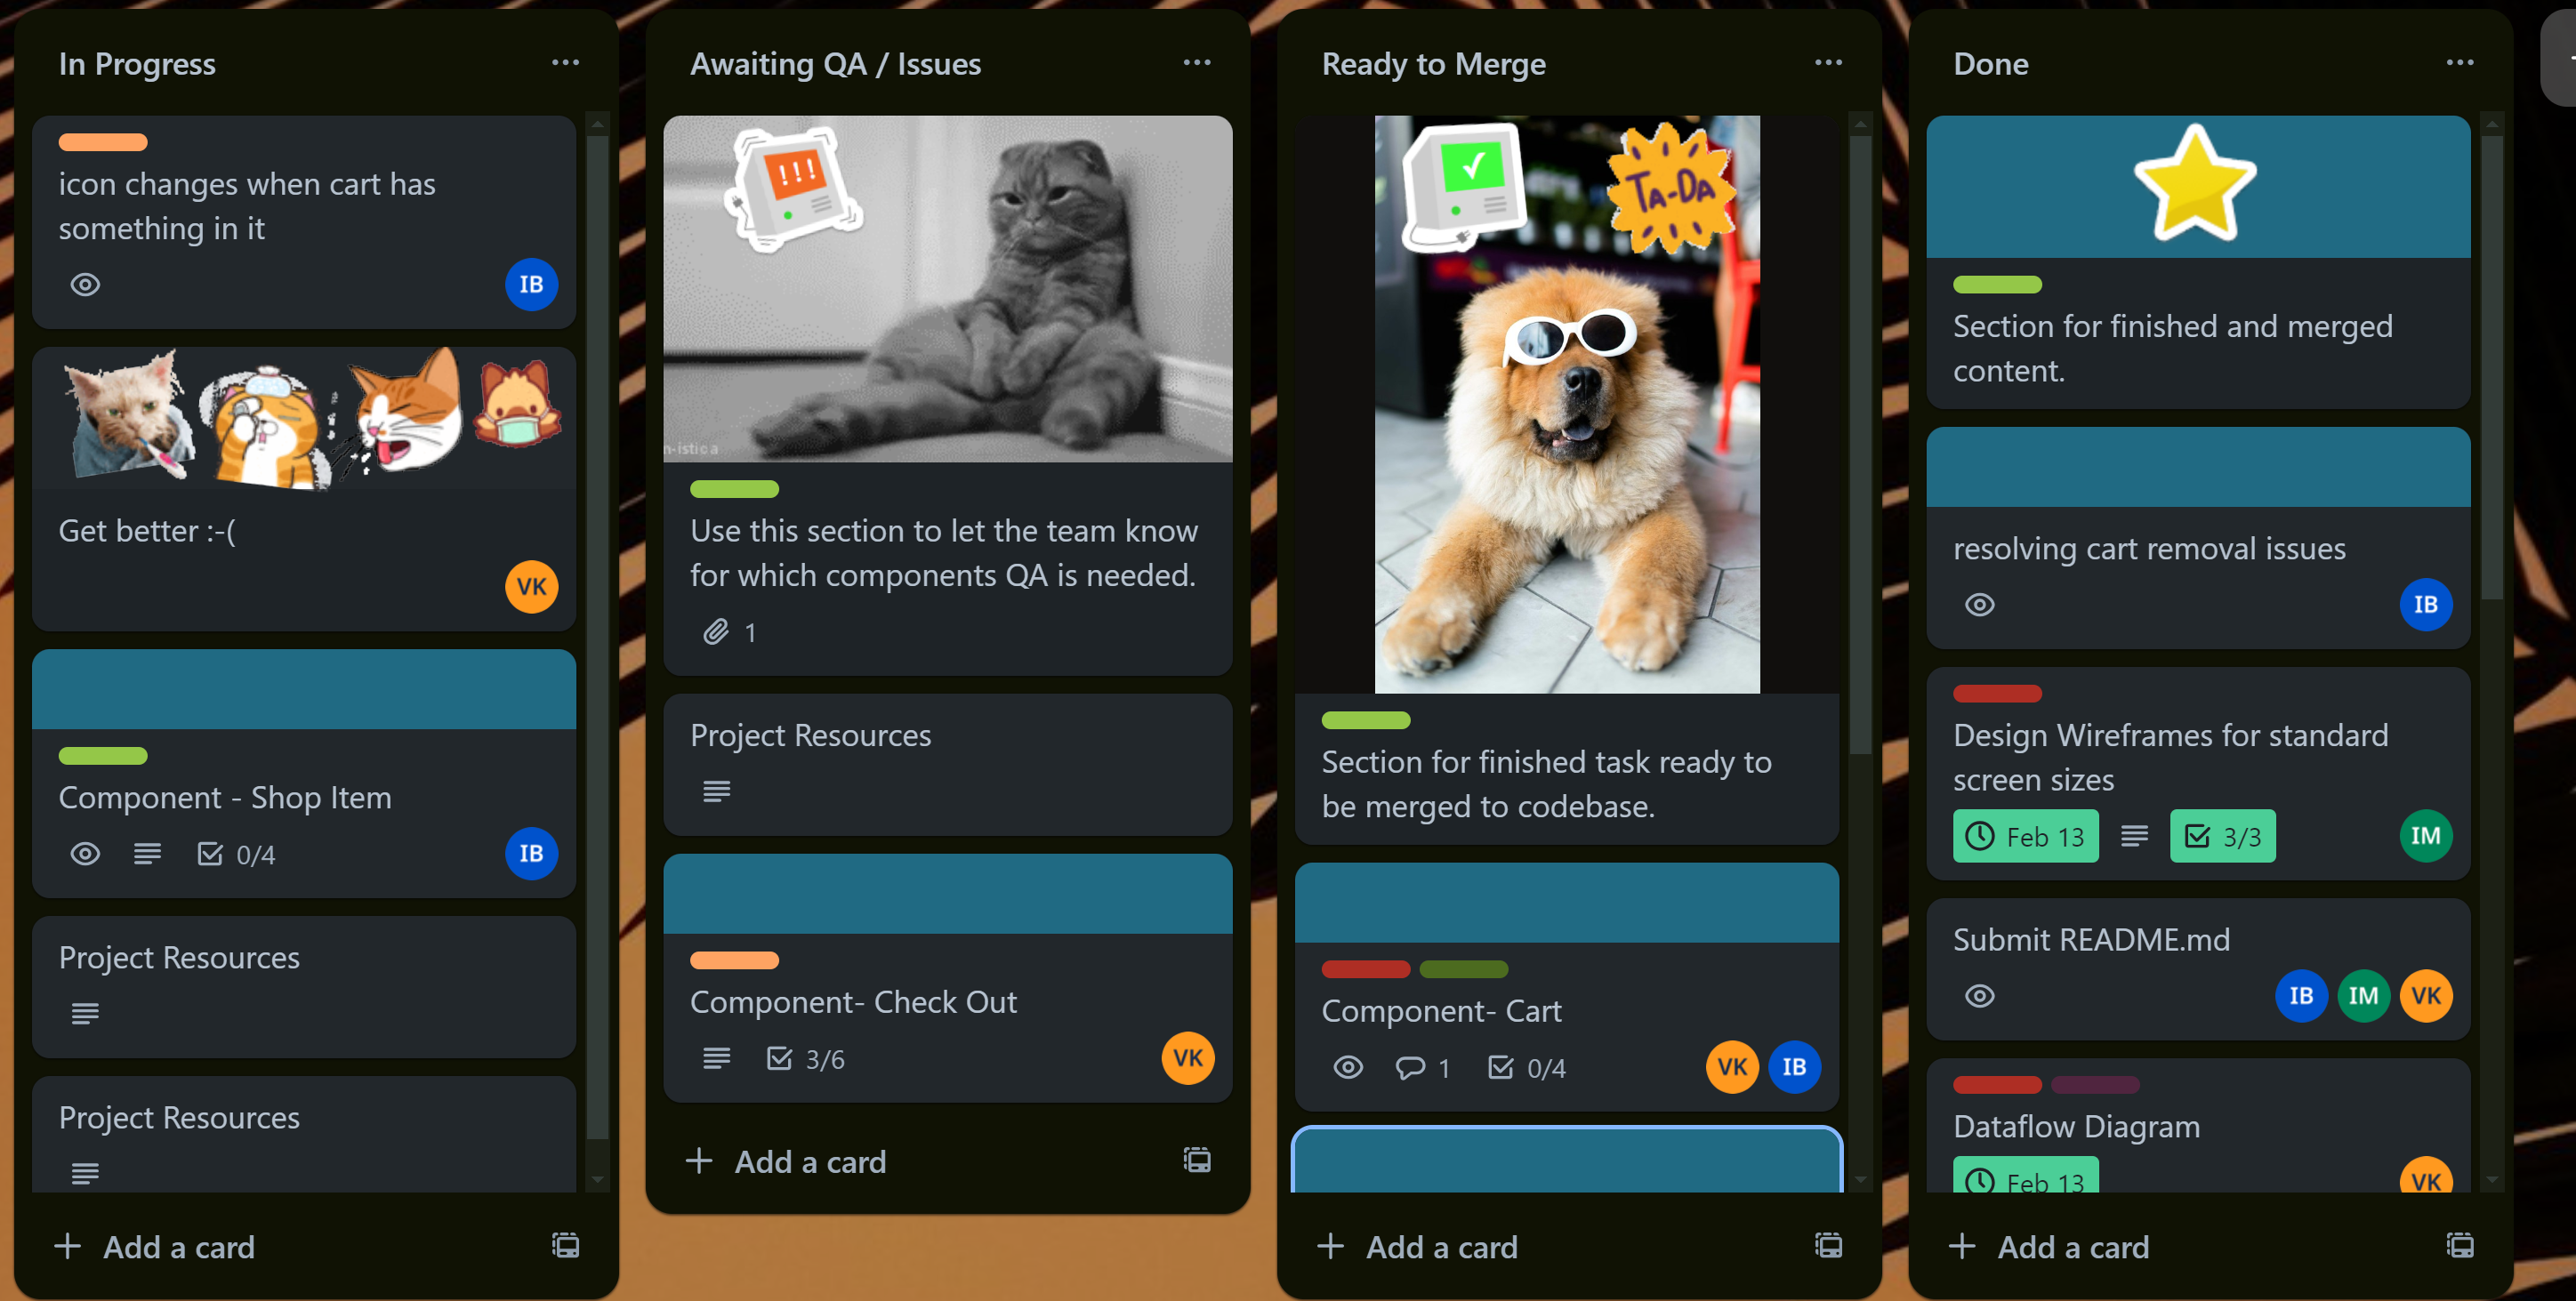 In Progress
icon changes when cart has
something in it
IB
Get better :-(
VK
Component - Shop Item
0/4
IB
Project Resources
Project Resources
Add a card
Awaiting QA / Issues
!!!
n-istica
Use this section to let the team know
for which components QA is needed.
1
Project Resources
Component- Check Out
3/6
VK
Add a card
Ready to Merge
TA-DA
Section for finished task ready to
be merged to codebase.
Component- Cart
1 0/4
VK IB
Add a card
Done
Section for finished and merged
content.
resolving cart removal issues
IB
Design Wireframes for standard
screen sizes
Feb 13 3/3
IM
Submit README.md
IB IM VK
Dataflow Diagram
Feb 13
VK
Add a card